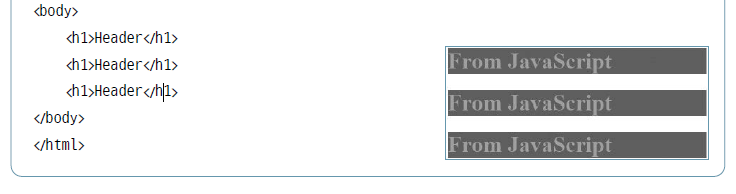 <body>
<h1>Header</h1>
<h1>Header</h1>
<h1>Header</h1>
</body>
</html>
From JavaScript
From JavaScript
From JavaScript